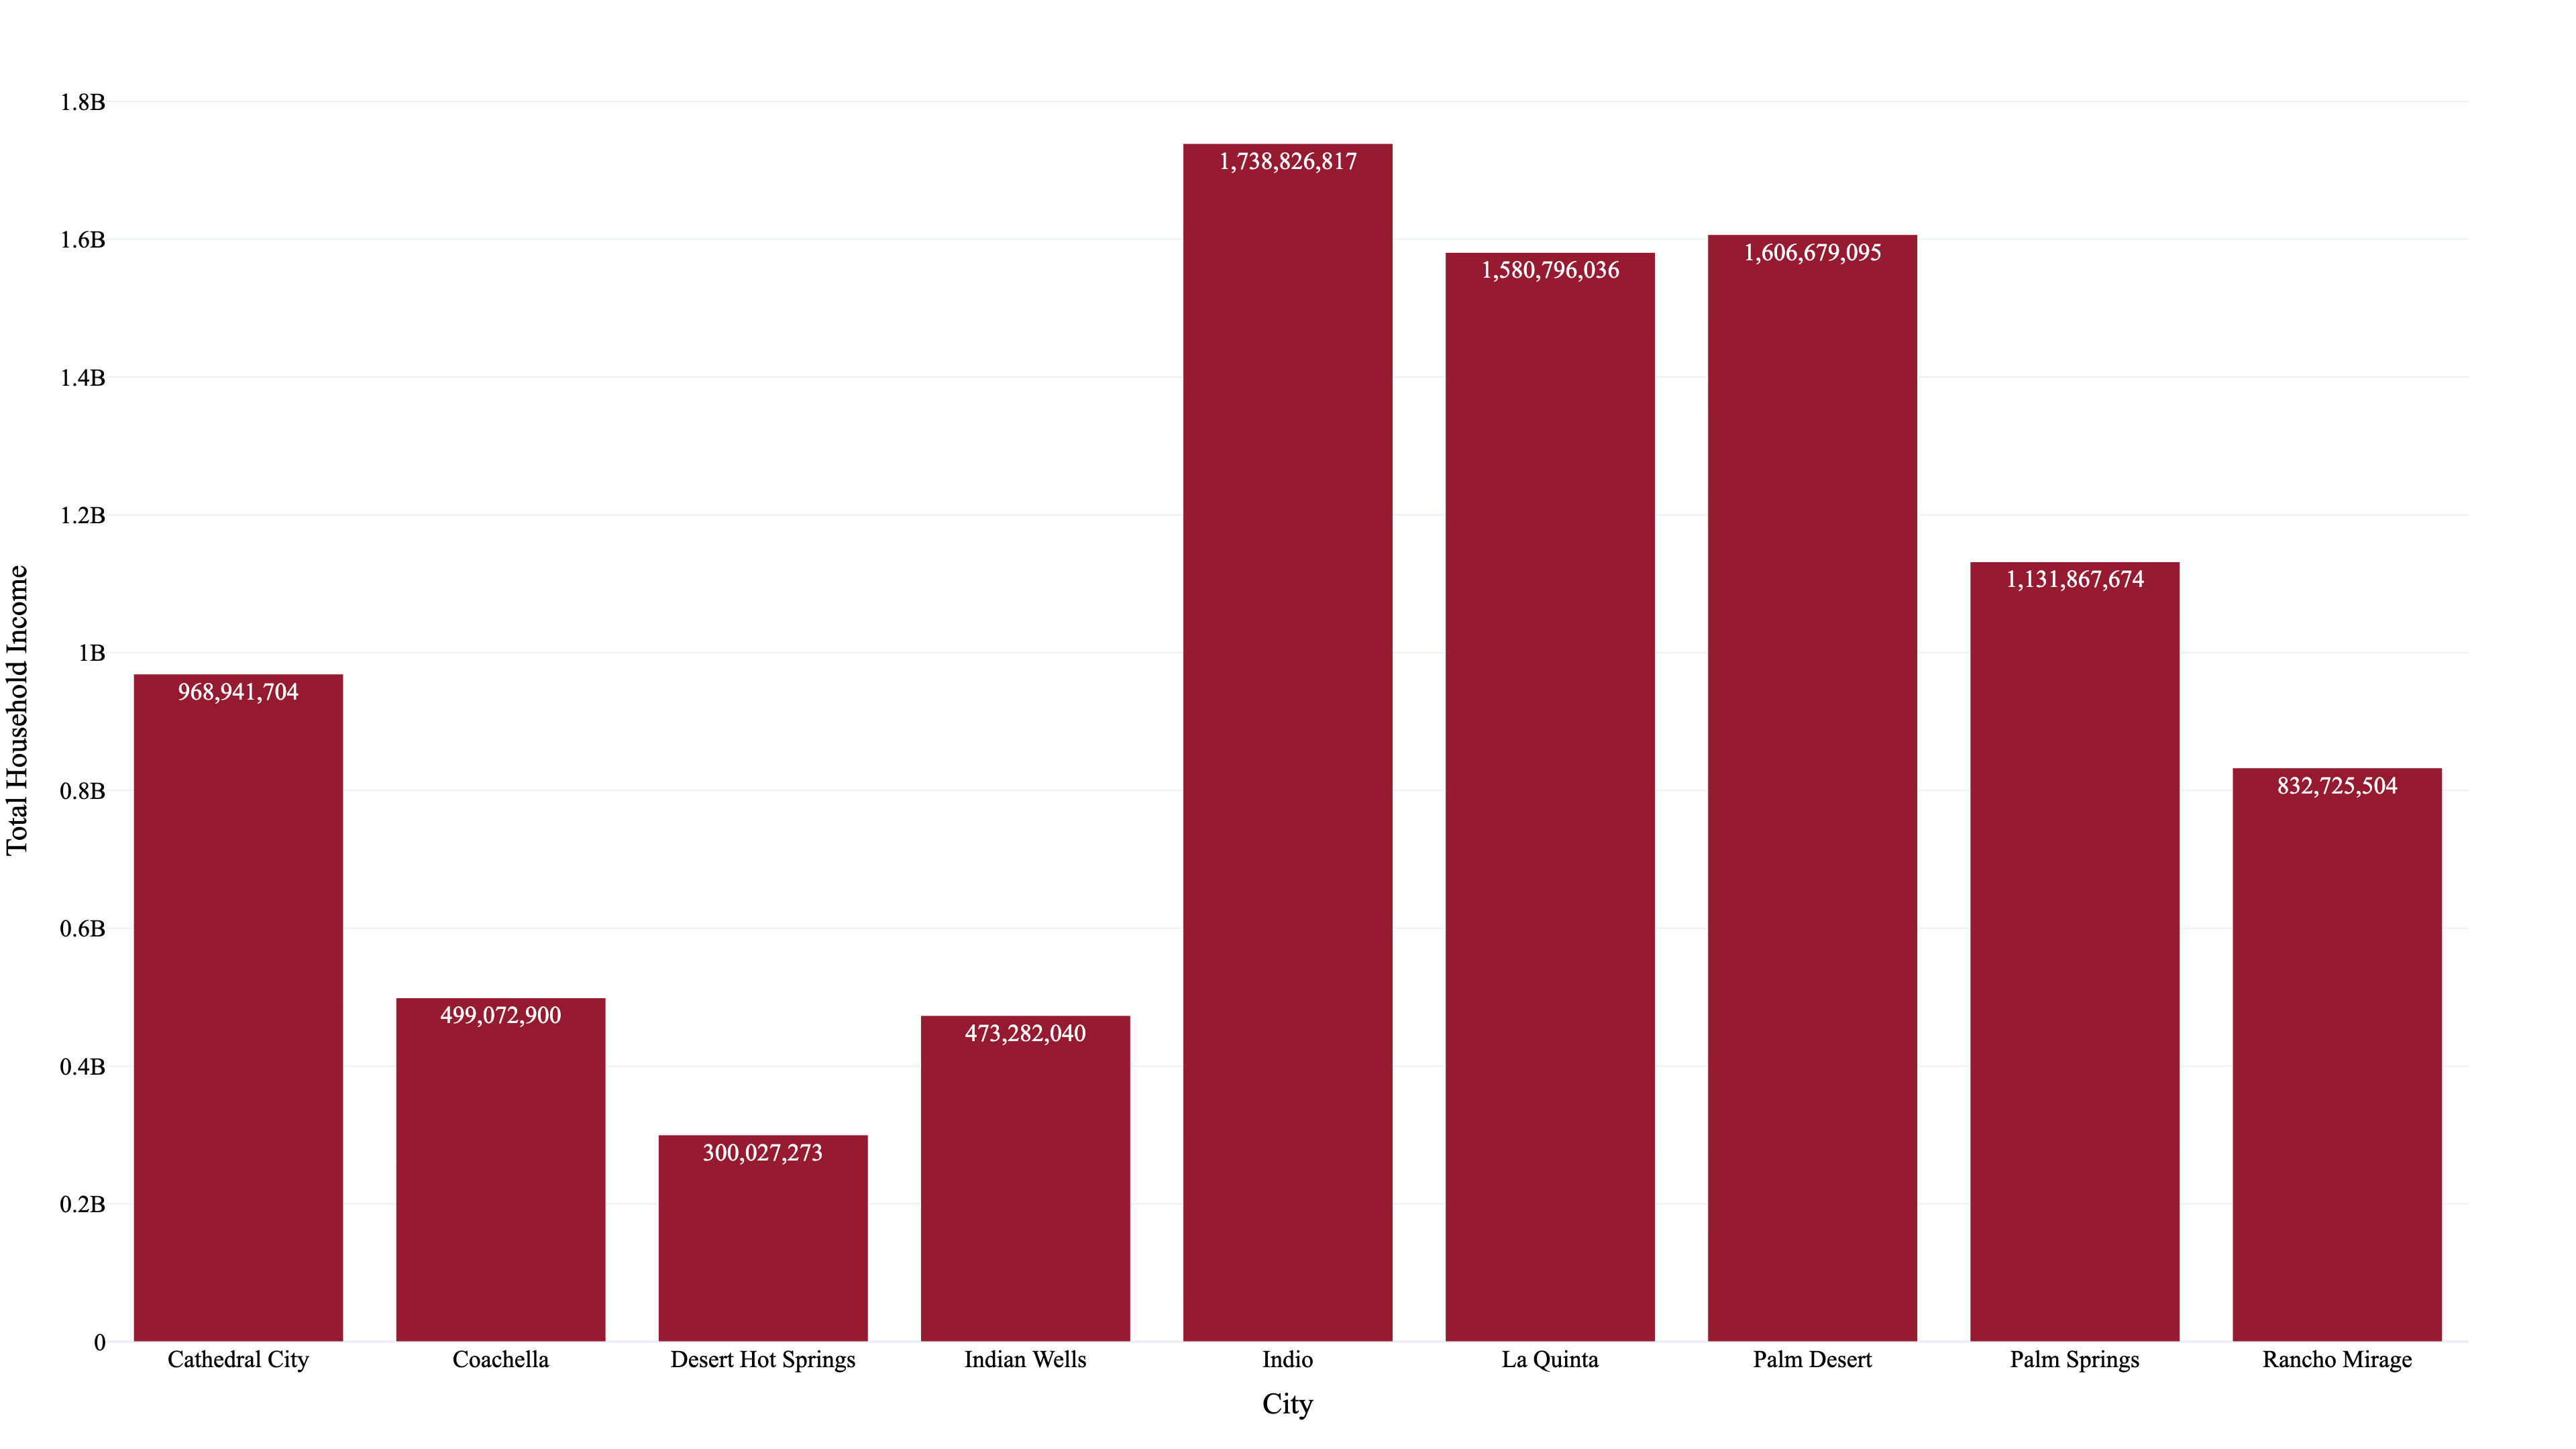 Total Household Income
1.8B
1.6B
1.4B
1.2B
1B
0.8B
0.6B
0.4B
0.2B
0
968,941,704
499,072,900
300,027,273
473,282,040
1,738,826,817
1,580,796,036
1,606,679,095
1,131,867,674
832,725,504
Cathedral City
Coachella
Desert Hot Springs
Indian Wells
Indio
La Quinta
Palm Desert
Palm Springs
Rancho Mirage
City